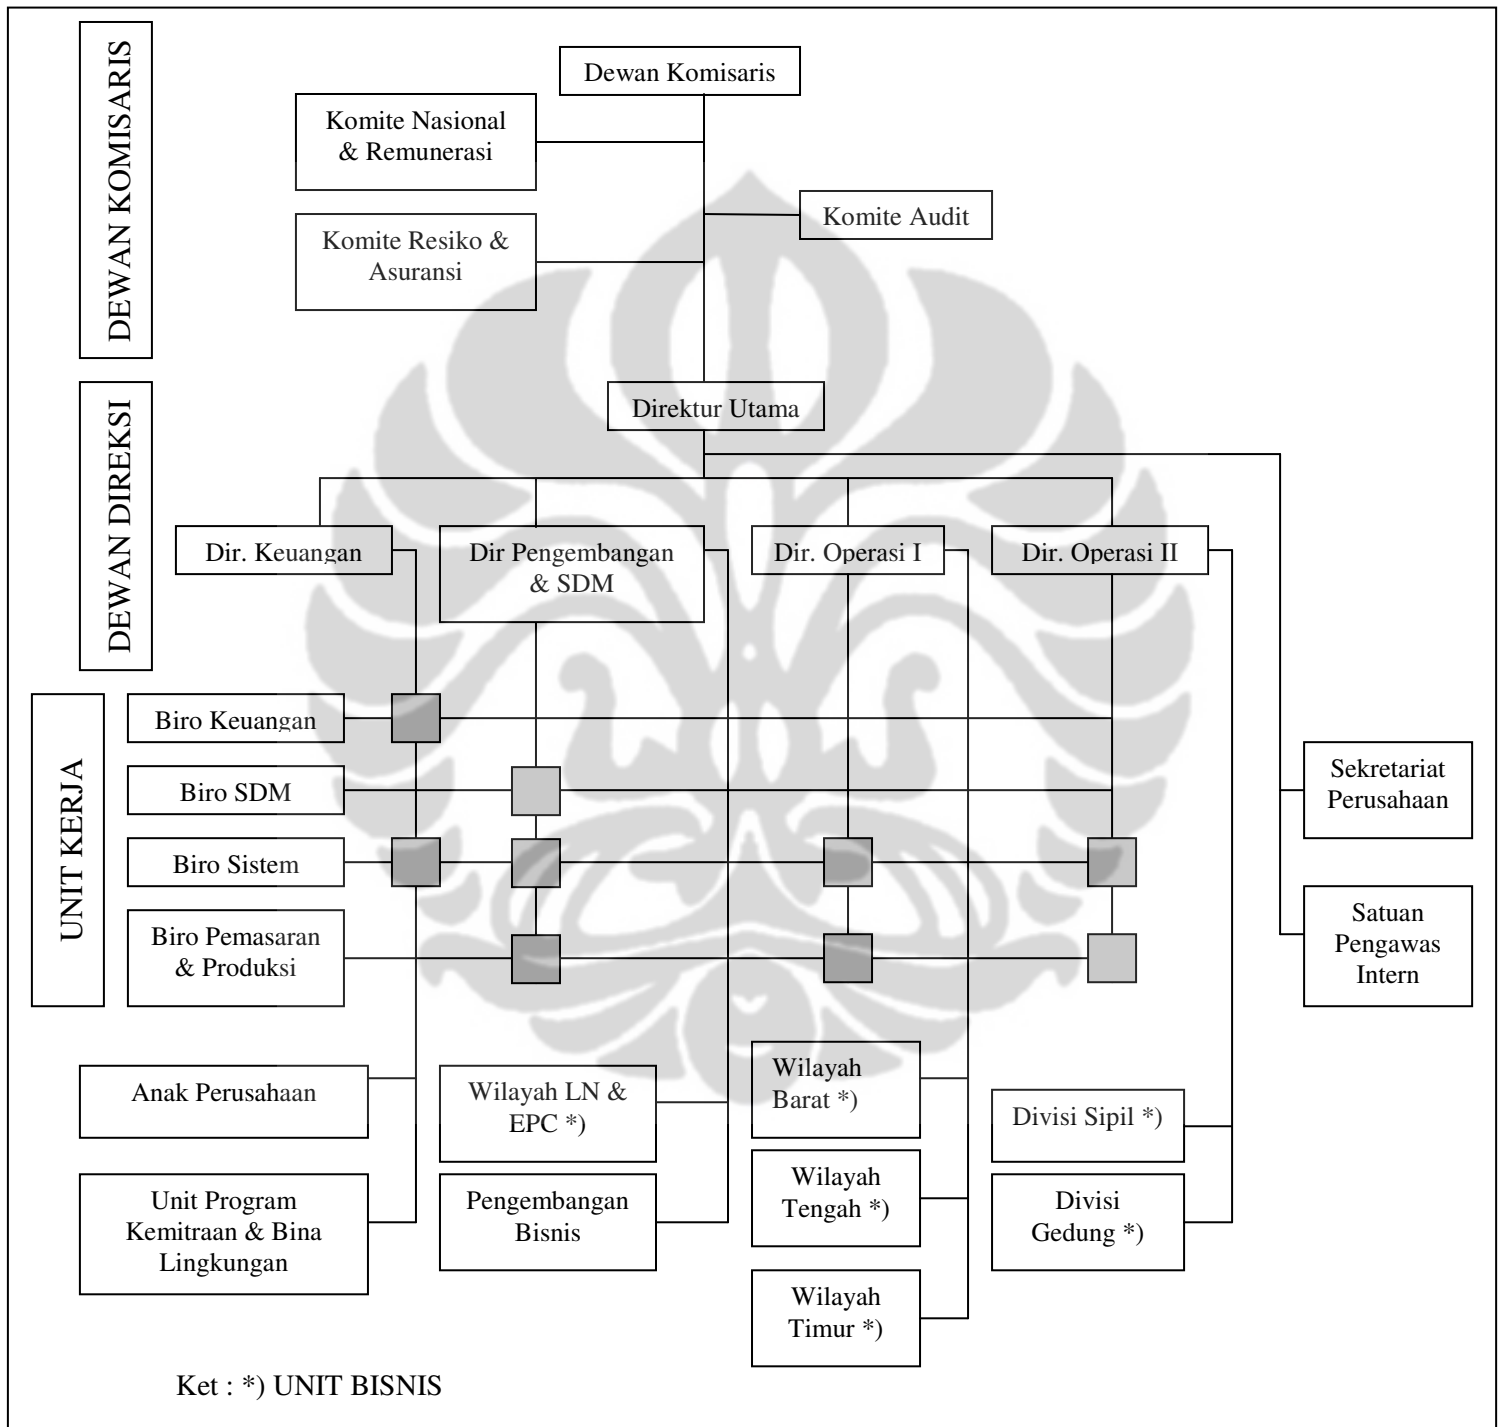 DEWAN KOMISARIS
Dewan Komisaris
Komite Nasional
& Remunerasi
Komite Audit
Komite Resiko &
Asuransi
DEWAN DIREKSI
Direktur Utama
Dir. Keuangan
Dir Pengembangan
& SDM
Dir. Operasi I
Dir. Operasi II
UNIT KERJA
Biro Keuangan
Biro SDM
Biro Sistem
Biro Pemasaran
& Produksi
Sekretariat
Perusahaan
Satuan
Pengawas
Intern
Anak Perusahaan
Unit Program
Kemitraan & Bina
Lingkungan
Wilayah LN &
EPC *)
Pengembangan
Bisnis
Wilayah
Barat *)
Wilayah
Tengah *)
Wilayah
Timur *)
Divisi Sipil *)
Divisi
Gedung *)
Ket : *) UNIT BISNIS